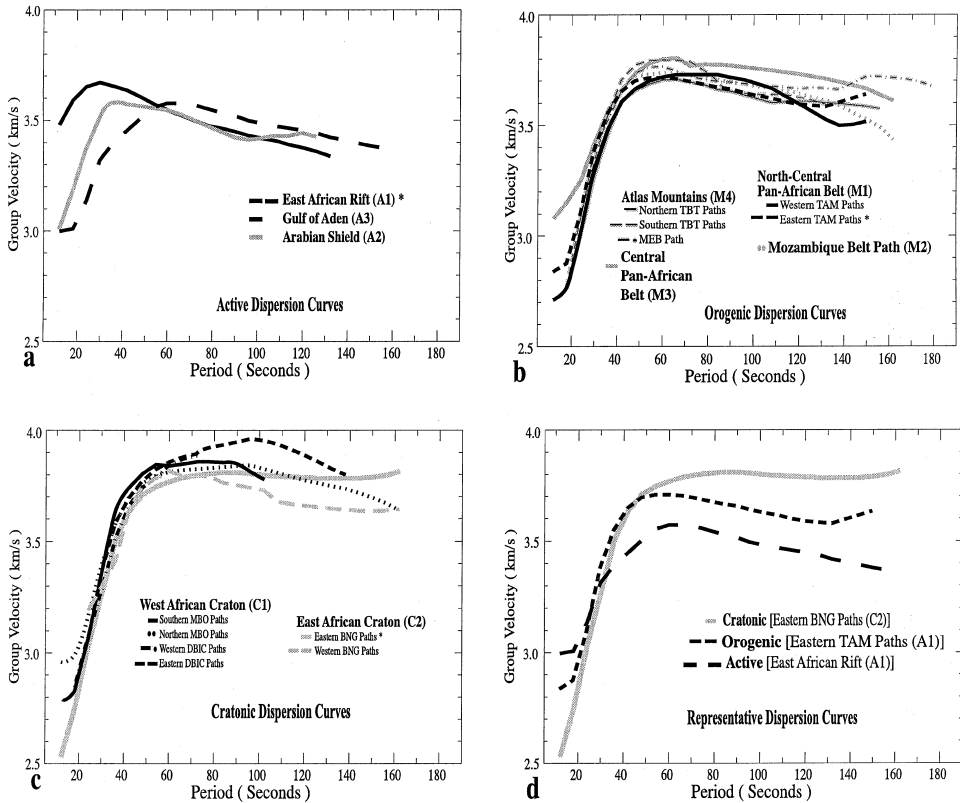 4.0
3.5
3.0
2.5
Group Velocity ( km/s )
East African Rift (A1) *
Gulf of Aden (A3)
Arabian Shield (A2)
Active Dispersion Curves
20 40 60 80 100 120 140 160 180
Period ( Seconds )
a
4.0
3.5
3.0
2.5
Group Velocity ( km/s )
Atlas Mountains (M4)
Northern TBT Paths
Southern TBT Paths
MEB Path
Central
Pan-African
Belt (M3)
North-Central
Pan-African Belt (M1)
Western TAM Paths
Eastern TAM Paths *
Mozambique Belt Path (M2)
Orogenic Dispersion Curves
20 40 60 80 100 120 140 160 180
Period ( Seconds )
b
4.0
3.5
3.0
2.5
Group Velocity ( km/s )
West African Craton (C1)
Southern MBO Paths
Northern MBO Paths
Western DBIC Paths
Eastern DBIC Paths
East African Craton (C2)
Eastern BNG Paths *
Western BNG Paths
Cratonic Dispersion Curves
20 40 60 80 100 120 140 160 180
Period ( Seconds )
c
4.0
3.5
3.0
2.5
Group Velocity ( km/s )
Cratonic [Eastern BNG Paths (C2)]
Orogenic [Eastern TAM Paths (A1)]
Active [East African Rift (A1)]
Representative Dispersion Curves
20 40 60 80 100 120 140 160 180
Period ( Seconds )
d